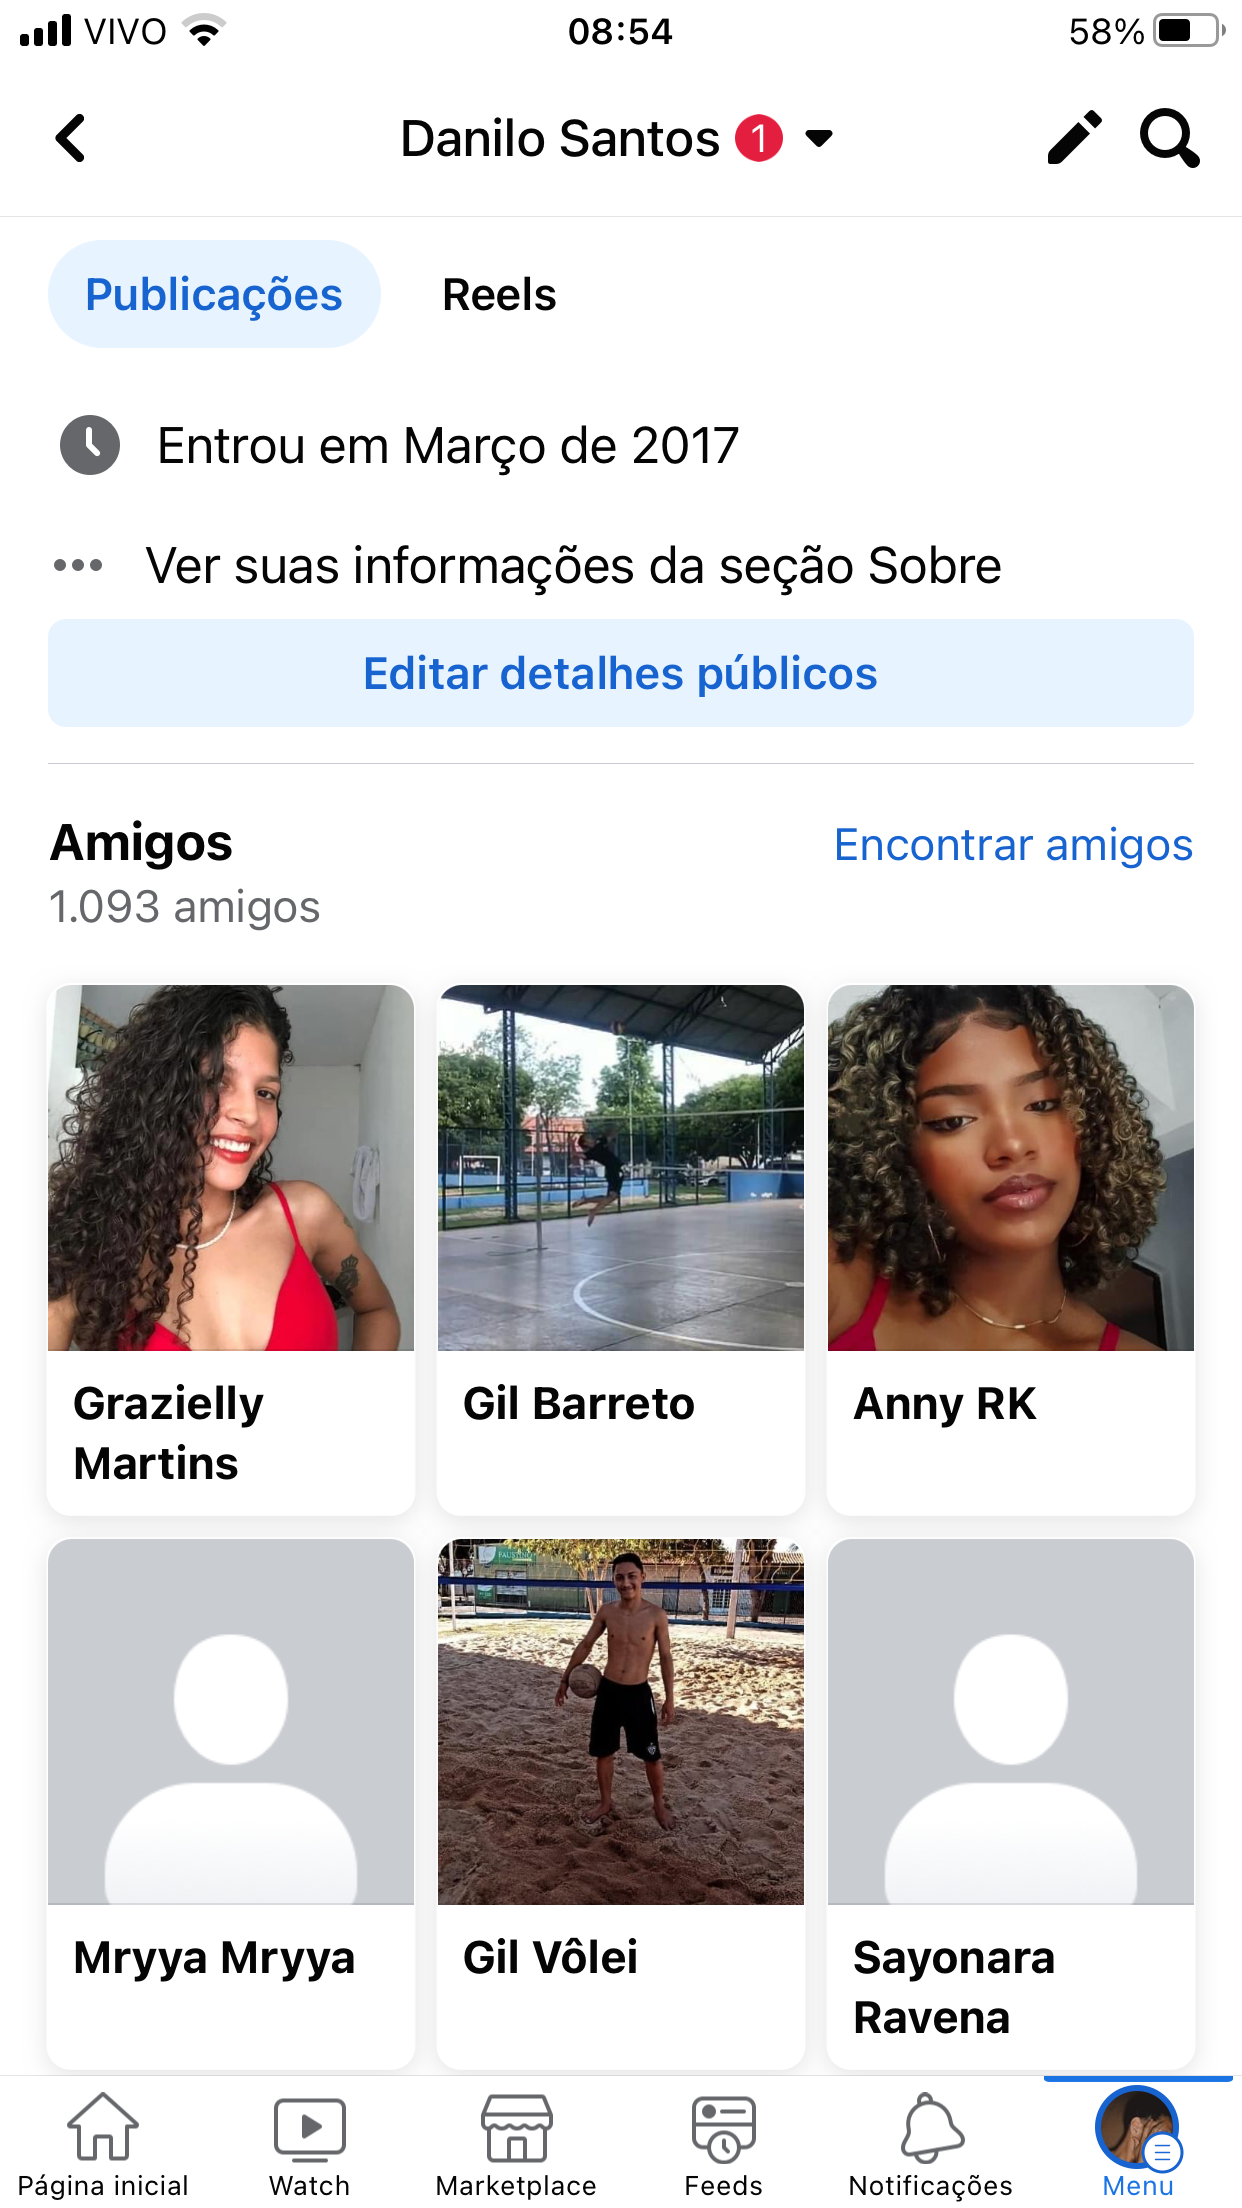 VIVO 08:54 58%
Danilo Santos 1
Publicações Reels
Entrou em Março de 2017
Ver suas informações da seção Sobre
Editar detalhes públicos
Amigos Encontrar amigos
1.093 amigos
Grazielly
Martins
Gil Barreto
Anny RK
FAUSTINO
Mryya Mryya
Gil Vôlei
Sayonara
Ravena
Página inicial Watch Marketplace Feeds Notificações Menu